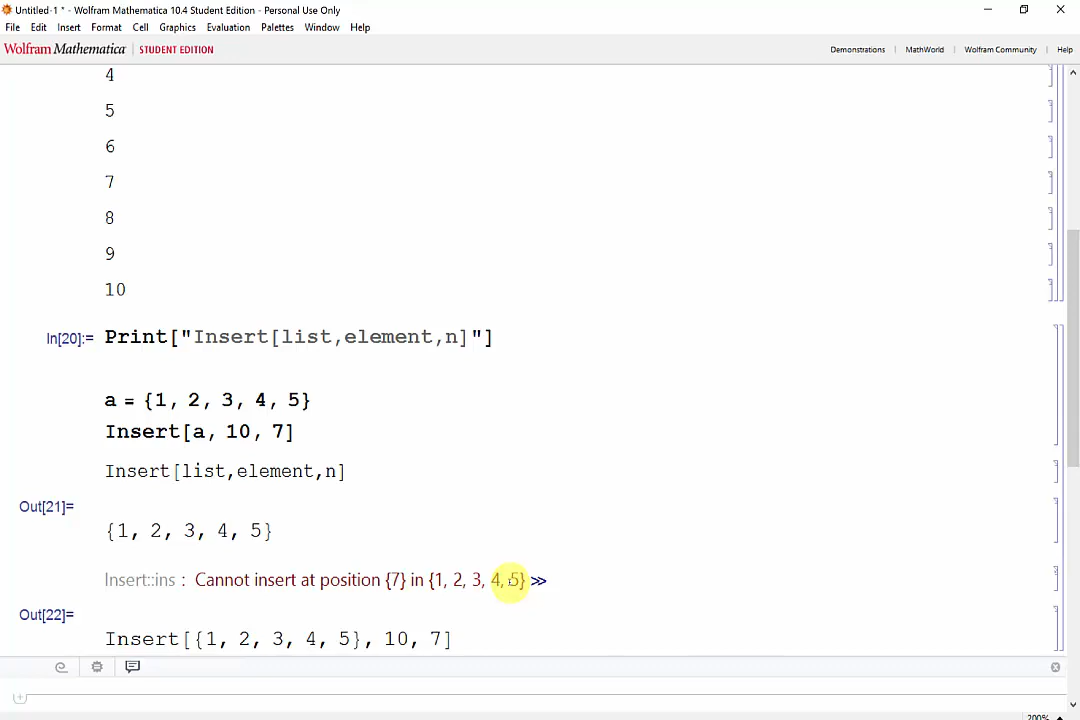 Untitled-1 * - Wolfram Mathematica 10.4 Student Edition - Personal Use Only
File Edit Insert Format Cell Graphics Evaluation Palettes Window Help
Wolfram Mathematica STUDENT EDITION Demonstrations MathWorld Wolfram Community Help
4
5
6
7
8
9
10
In[20]:= Print["Insert[list,element,n]"]
a = {1, 2, 3, 4, 5}
Insert[a, 10, 7]
Insert[list,element,n]
Out[21]=
{1, 2, 3, 4, 5}
Insert::ins : Cannot insert at position {7} in {1, 2, 3, 4, 5} >>
Out[22]=
Insert[{1, 2, 3, 4, 5}, 10, 7]
200%